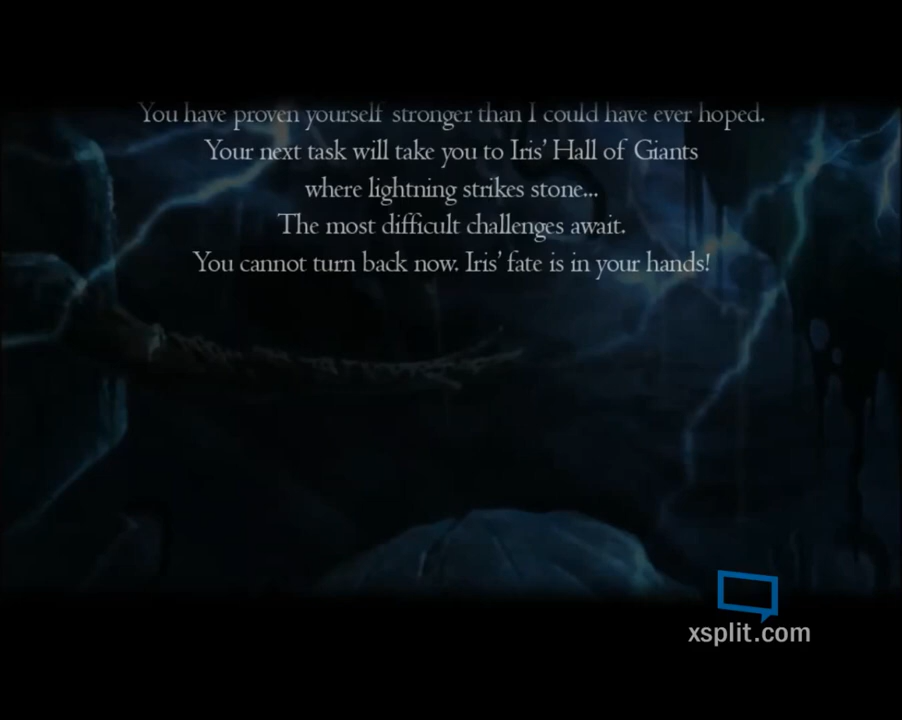 You have proven yourself stronger than I could have ever hoped.
Your next task will take you to Iris' Hall of Giants
where lightning strikes stone...
The most difficult challenges await.
You cannot turn back now. Iris' fate is in your hands!
xsplit.com